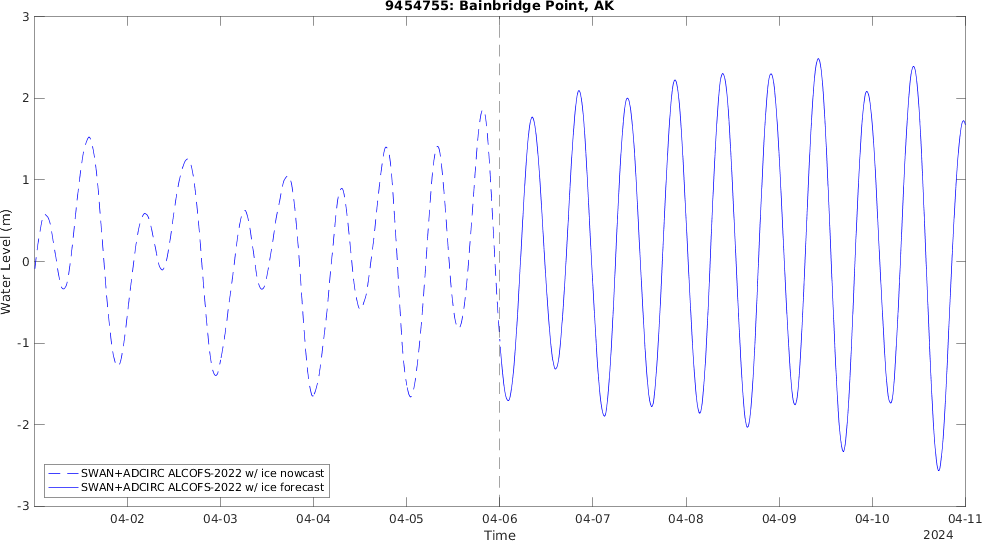 9454755: Bainbridge Point, AK
Water Level (m)
3
2
1
0
-1
-2
-3
SWAN+ADCIRC ALCOFS-2022 w/ ice nowcast
SWAN+ADCIRC ALCOFS-2022 w/ ice forecast
04-02 04-03 04-04 04-05 04-06 04-07 04-08 04-09 04-10 04-11
Time
2024